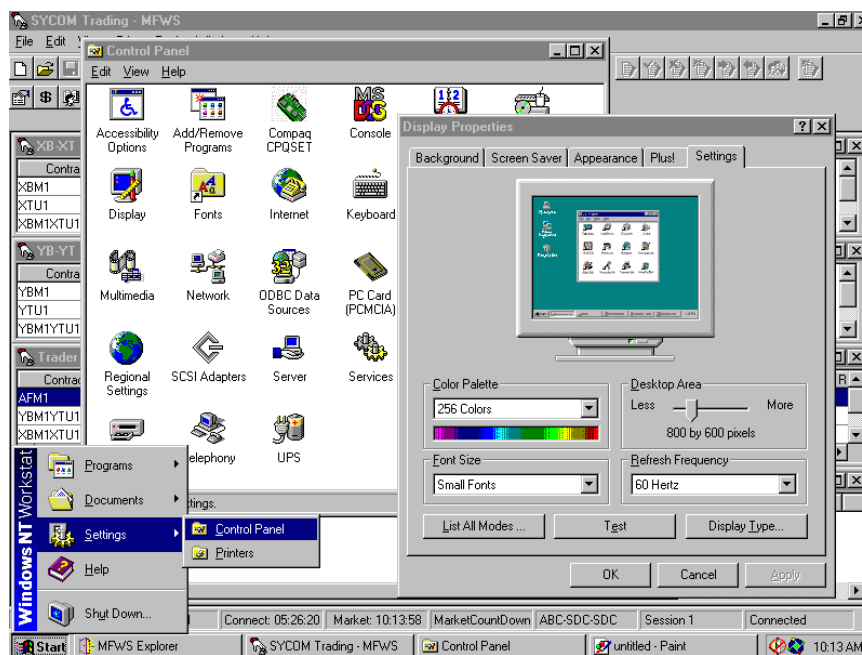 SYCOM Trading - MFWS
File Edit
Control Panel
Edit View Help
$
Accessibility Options
Add/Remove Programs
Compaq CPQSET
Console
Display
Fonts
Internet
Keyboard
Multimedia
Network
ODBC Data Sources
PC Card (PCMCIA)
Regional Settings
SCSI Adapters
Server
Services
elephony
UPS
ttings.
XB-XT
Contra
XBM1
XTU1
XBM1XTU1
YB-YT
Contra
YBM1
YTU1
YBM1YTU1
Trader
Contrac
R
AFM1
YBM1YTU1
XBM1XTU1
Display Properties
Background Screen Saver Appearance Plus! Settings
Color Palette
256 Colors
Desktop Area
Less More
800 by 600 pixels
Font Size
Small Fonts
Refresh Frequency
60 Hertz
List All Modes ... Test Display Type...
OK Cancel Apply
Windows NT Workstat
Programs
Documents
Settings
Help
Shut Down...
Control Panel
Printers
1 Connect: 05:26:20 Market: 10:13:58 MarketCountDown ABC-SDC-SDC Session 1 Connected
Start MFWS Explorer SYCOM Trading - MFWS Control Panel untitled - Paint 10:13 AM